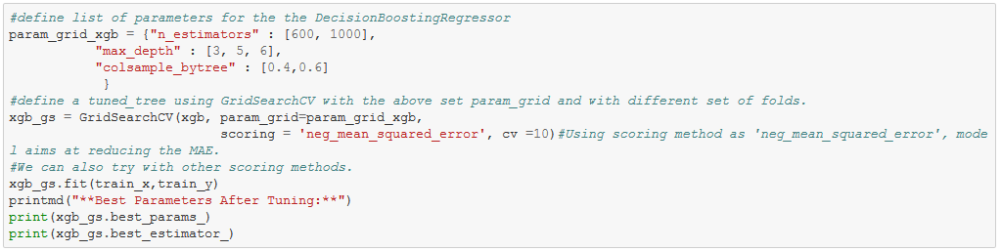 #define list of parameters for the the DecisionBoostingRegressor
param_grid_xgb = {"n_estimators" : [600, 1000],
"max_depth" : [3, 5, 6],
"colsample_bytree" : [0.4,0.6]
}
#define a tuned_tree using GridSearchCV with the above set param_grid and with different set of folds.
xgb_gs = GridSearchCV(xgb, param_grid=param_grid_xgb,
scoring = 'neg_mean_squared_error', cv =10)#Using scoring method as 'neg_mean_squared_error', mode
l aims at reducing the MAE.
#We can also try with other scoring methods.
xgb_gs.fit(train_x,train_y)
printmd("**Best Parameters After Tuning:**")
print(xgb_gs.best_params_)
print(xgb_gs.best_estimator_)